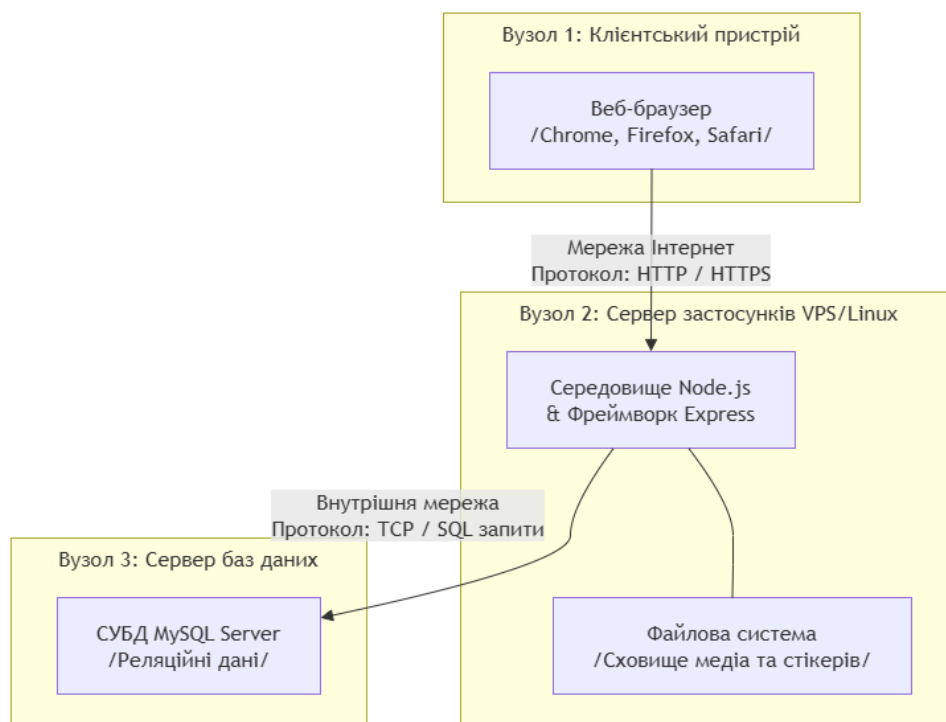 Вузол 1: Клієнтський пристрій
Веб-браузер
/Chrome, Firefox, Safari/
Мережа Інтернет
Протокол: HTTP / HTTPS
Вузол 2: Сервер застосунків VPS/Linux
Середовище Node.js
& Фреймворк Express
Внутрішня мережа
Протокол: TCP / SQL запити
Вузол 3: Сервер баз даних
СУБД MySQL Server
/Реляційні дані/
Файлова система
/Сховище медіа та стікерів/